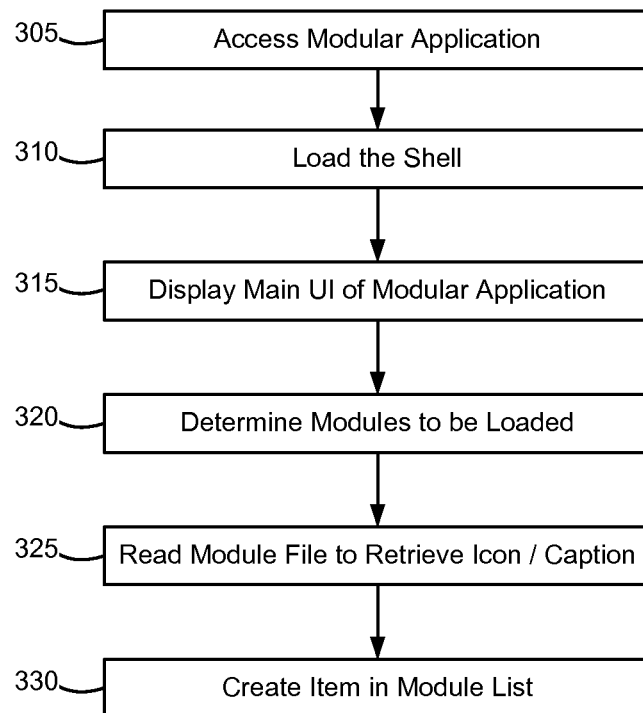 305 Access Modular Application
310 Load the Shell
315 Display Main UI of Modular Application
320 Determine Modules to be Loaded
325 Read Module File to Retrieve Icon / Caption
330 Create Item in Module List